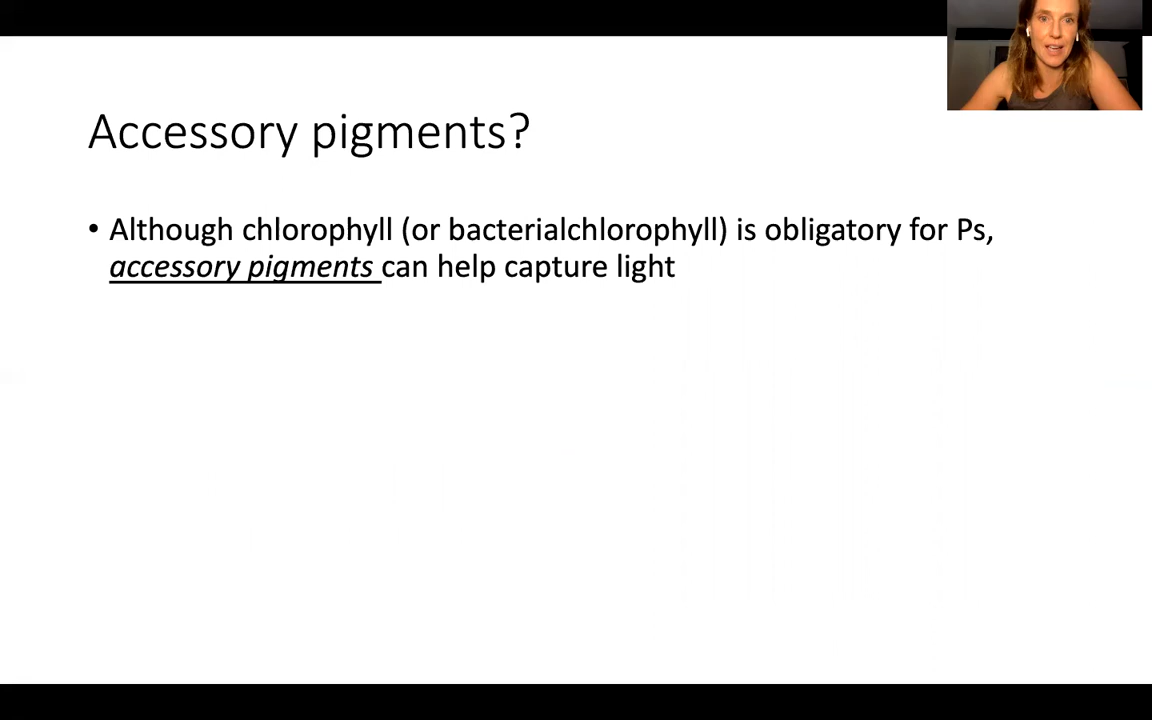 Accessory pigments?
• Although chlorophyll (or bacterialchlorophyll) is obligatory for Ps,
accessory pigments can help capture light